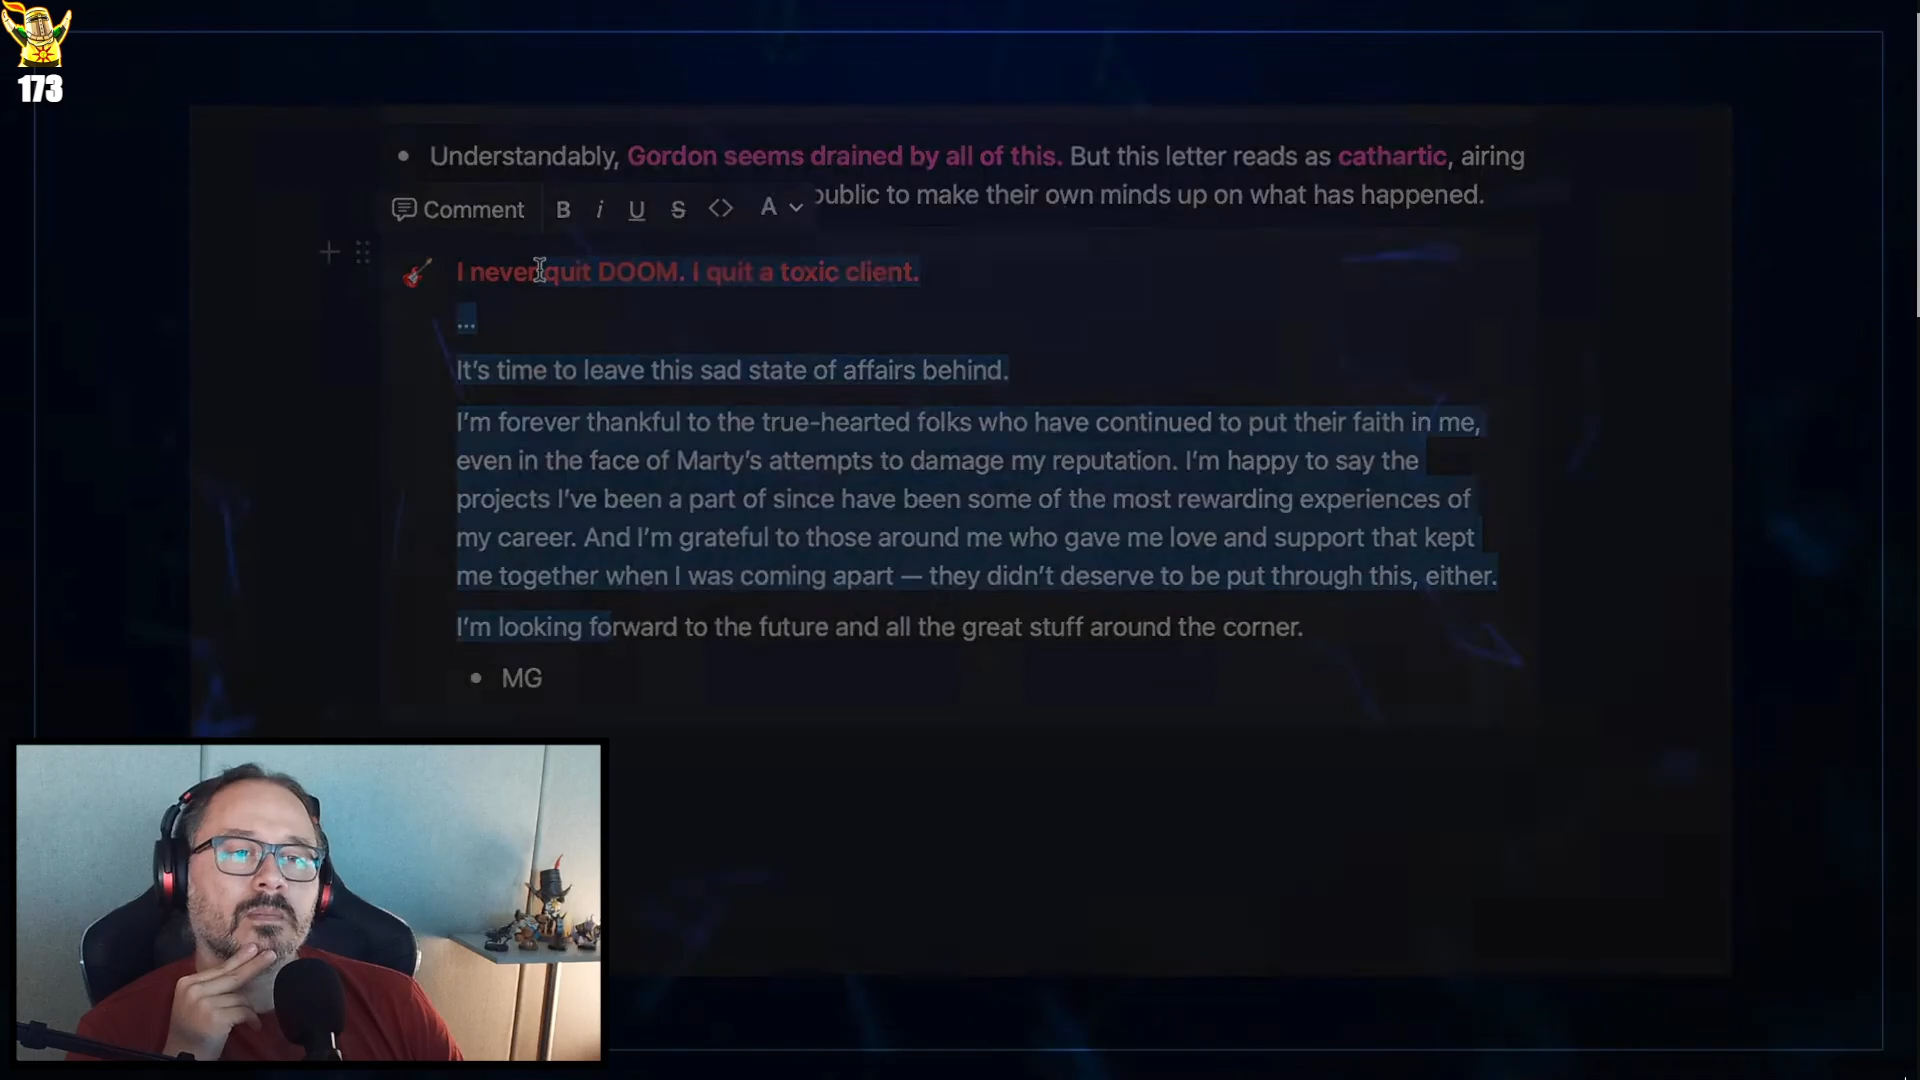 173
Understandably, Gordon seems drained by all of this. But this letter reads as cathartic, airing
public to make their own minds up on what has happened.
Comment B i U S <> A
I never quit DOOM. I quit a toxic client.
...
It’s time to leave this sad state of affairs behind.
I’m forever thankful to the true-hearted folks who have continued to put their faith in me,
even in the face of Marty’s attempts to damage my reputation. I’m happy to say the
projects I’ve been a part of since have been some of the most rewarding experiences of
my career. And I’m grateful to those around me who gave me love and support that kept
me together when I was coming apart — they didn’t deserve to be put through this, either.
I’m looking forward to the future and all the great stuff around the corner.
MG